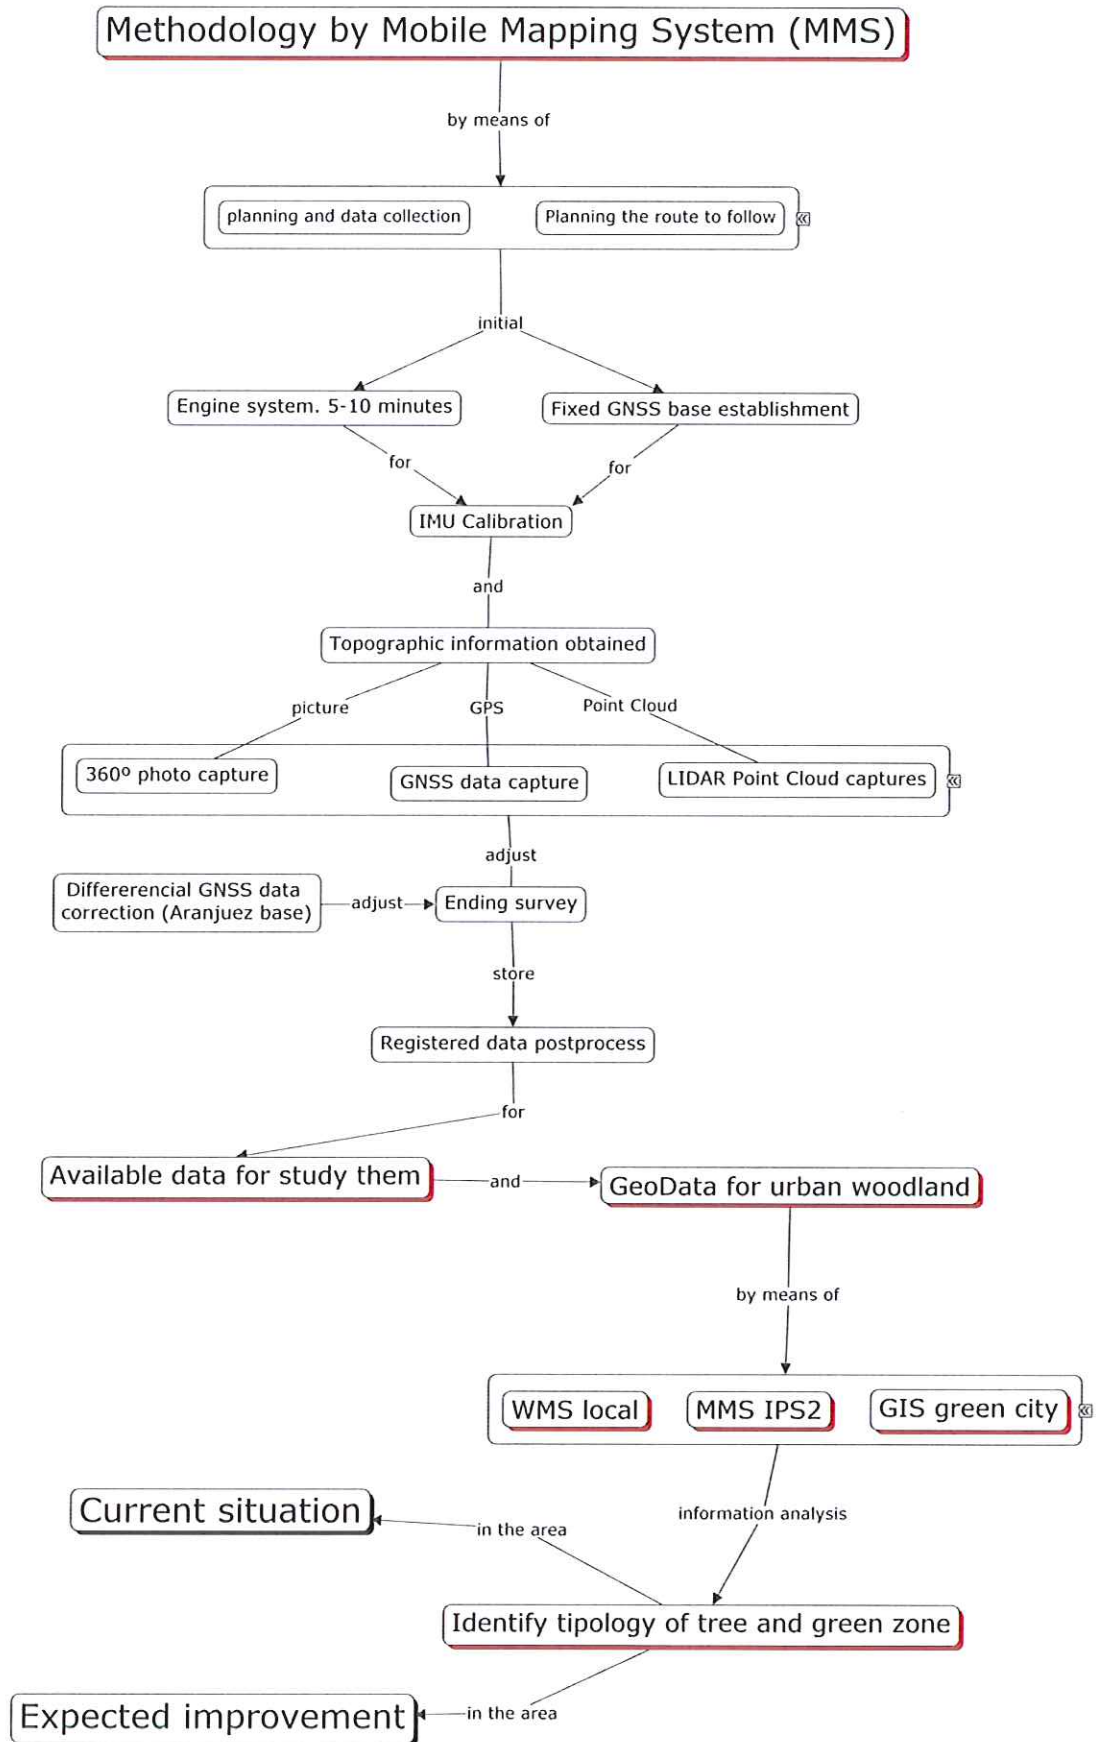 Methodology by Mobile Mapping System (MMS)
by means of
planning and data collection
Planning the route to follow
initial
Engine system. 5-10 minutes
Fixed GNSS base establishment
for
for
IMU Calibration
and
Topographic information obtained
picture
GPS
Point Cloud
360º photo capture
GNSS data capture
LIDAR Point Cloud captures
adjust
Differerencial GNSS data
correction (Aranjuez base)
adjust
Ending survey
store
Registered data postprocess
for
Available data for study them
and
GeoData for urban woodland
by means of
WMS local
MMS IPS2
GIS green city
information analysis
Current situation
in the area
Identify tipology of tree and green zone
in the area
Expected improvement